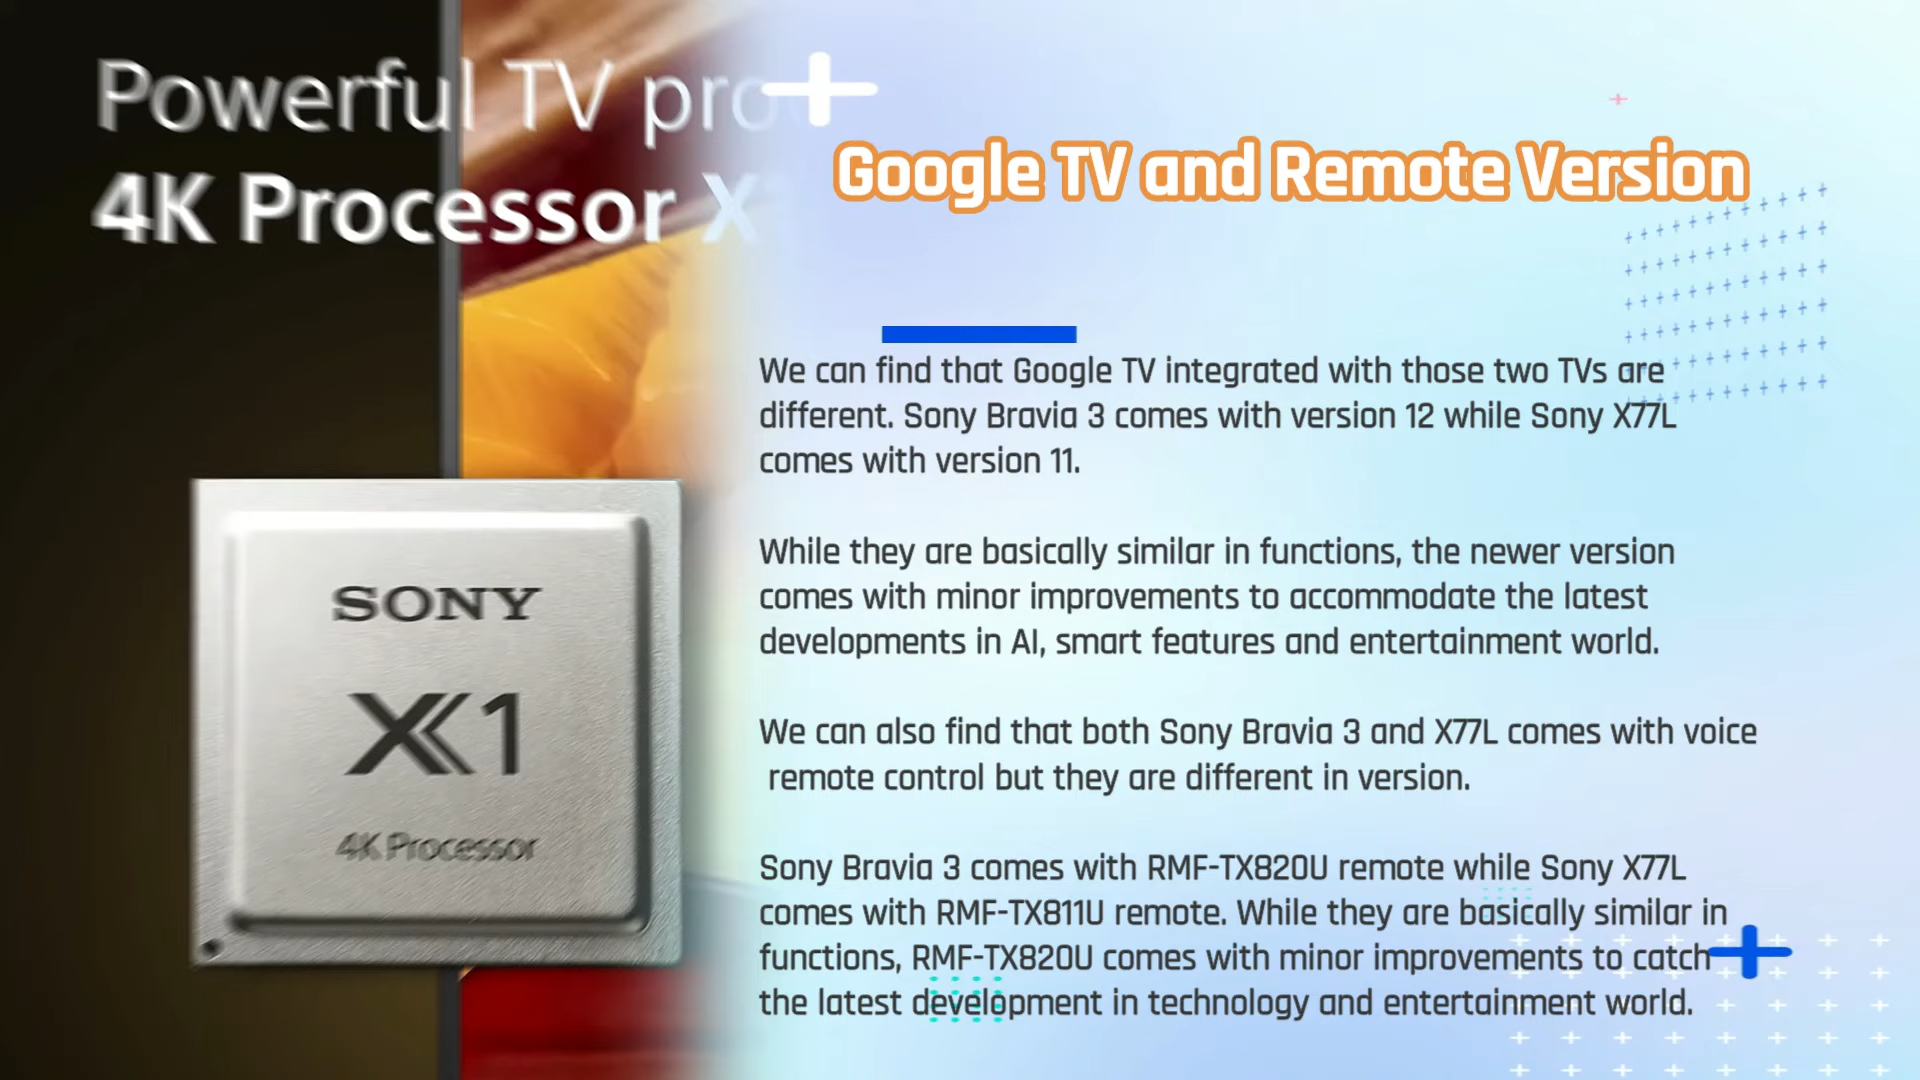 Powerful TV pro
4K Processor X
Google TV and Remote Version
We can find that Google TV integrated with those two TVs are
different. Sony Bravia 3 comes with version 12 while Sony X77L
comes with version 11.
While they are basically similar in functions, the newer version
comes with minor improvements to accommodate the latest
developments in AI, smart features and entertainment world.
We can also find that both Sony Bravia 3 and X77L comes with voice
remote control but they are different in version.
Sony Bravia 3 comes with RMF-TX820U remote while Sony X77L
comes with RMF-TX811U remote. While they are basically similar in
functions, RMF-TX820U comes with minor improvements to catch
the latest development in technology and entertainment world.
SONY
X1
4K Processor